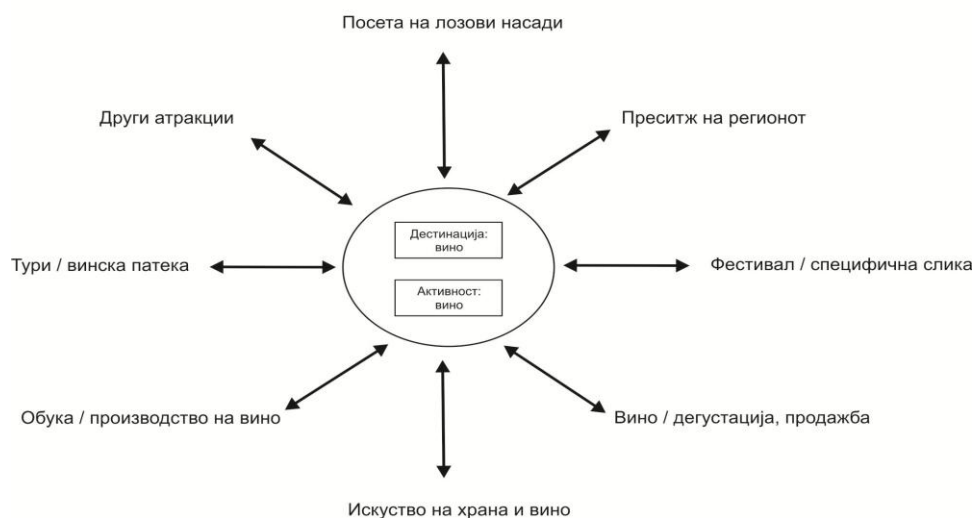 Посета на лозови насади
Други атракции
Преситж на регионот
Дестинација:
вино
Тури / винска патека
Фестивал / специфична слика
Активност:
вино
Обука / производство на вино
Вино / дегустација, продажба
Искуство на храна и вино